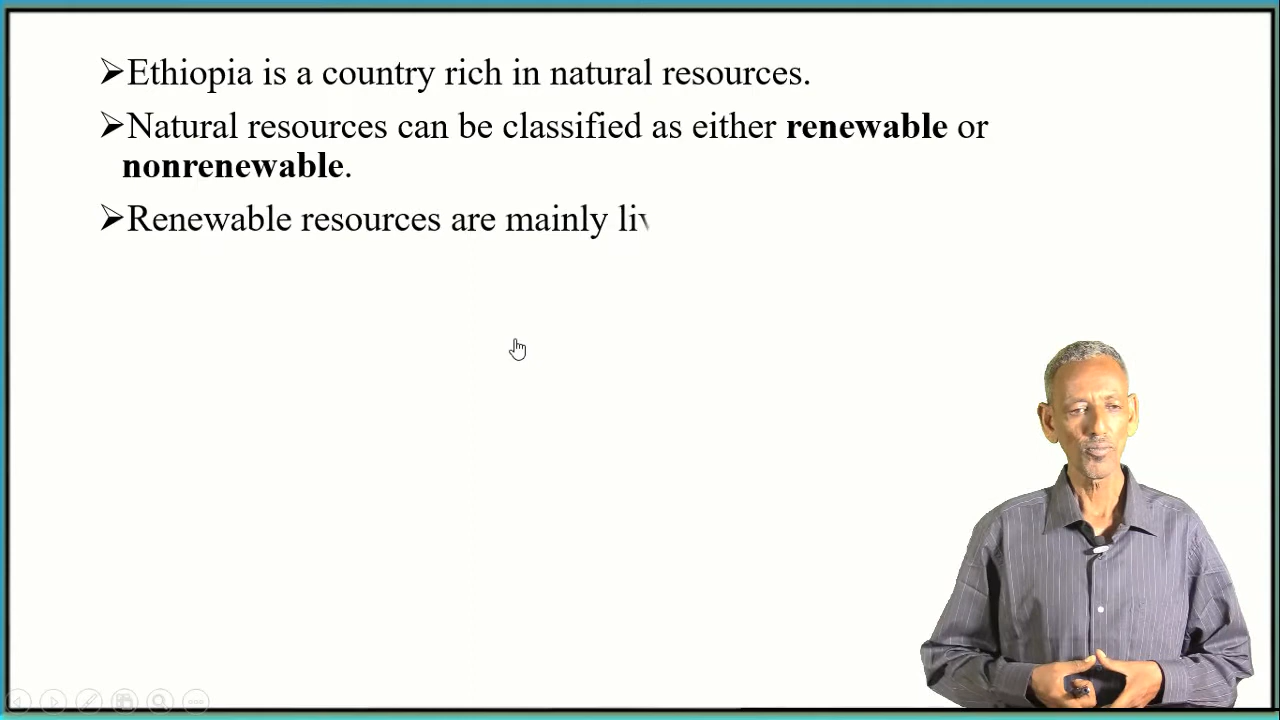 ➢Ethiopia is a country rich in natural resources.
➢Natural resources can be classified as either renewable or
nonrenewable.
➢Renewable resources are mainly